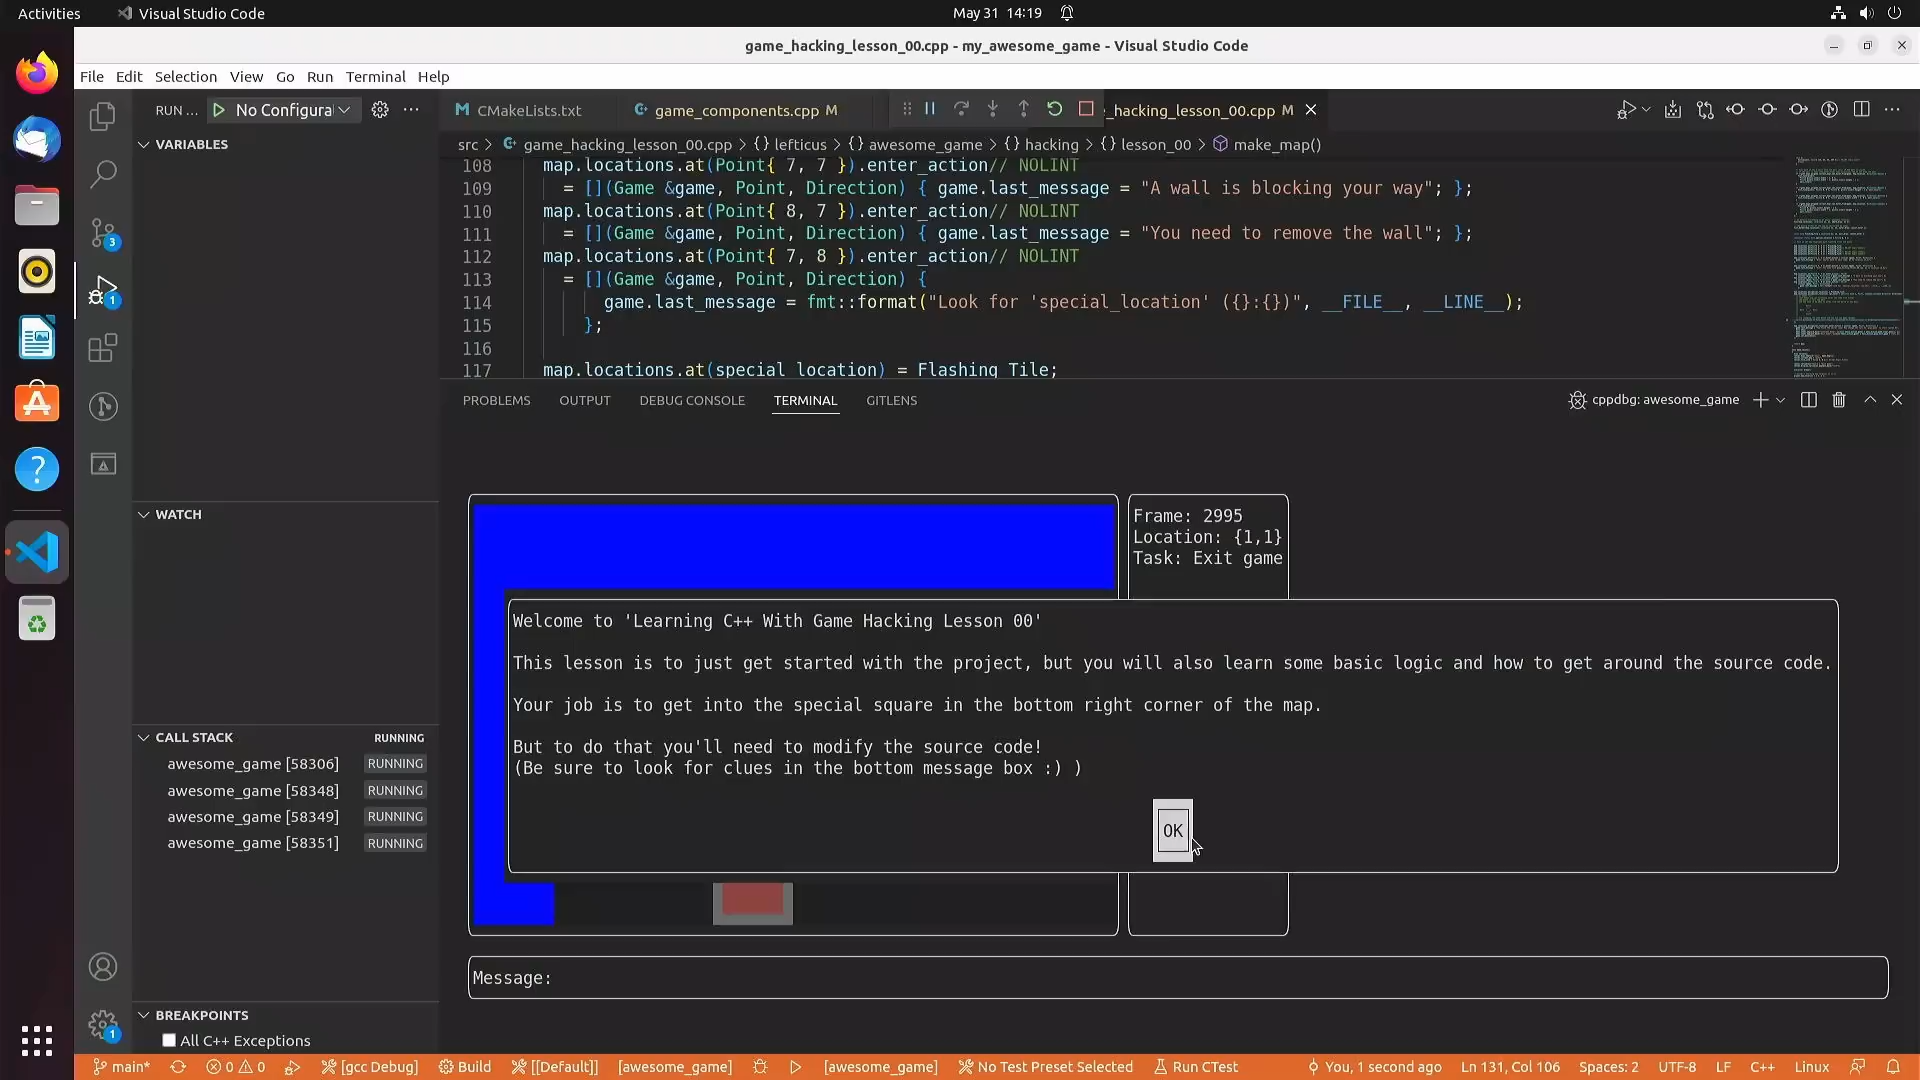 Activities
Visual Studio Code
May 31 14:19
game_hacking_lesson_00.cpp - my_awesome_game - Visual Studio Code
File Edit Selection View Go Run Terminal Help
RUN ... No Configurat
VARIABLES
WATCH
CALL STACK RUNNING
awesome_game [58306] RUNNING
awesome_game [58348] RUNNING
awesome_game [58349] RUNNING
awesome_game [58351] RUNNING
BREAKPOINTS
All C++ Exceptions
3
1
1
CMakeLists.txt
game_components.cpp M
_hacking_lesson_00.cpp M
src > game_hacking_lesson_00.cpp > {} lefticus > {} awesome_game > {} hacking > {} lesson_00 > make_map()
108 map.locations.at(Point{ 7, 7 }).enter_action// NOLINT
109 = [](Game &game, Point, Direction) { game.last_message = "A wall is blocking your way"; };
110 map.locations.at(Point{ 8, 7 }).enter_action// NOLINT
111 = [](Game &game, Point, Direction) { game.last_message = "You need to remove the wall"; };
112 map.locations.at(Point{ 7, 8 }).enter_action// NOLINT
113 = [](Game &game, Point, Direction) {
114 game.last_message = fmt::format("Look for 'special_location' ({}:{})", __FILE__, __LINE__);
115 };
116
117 map.locations.at(special_location) = Flashing_Tile;
PROBLEMS OUTPUT DEBUG CONSOLE TERMINAL GITLENS
cppdbg: awesome_game
Frame: 2995
Location: {1,1}
Task: Exit game
Welcome to 'Learning C++ With Game Hacking Lesson 00'
This lesson is to just get started with the project, but you will also learn some basic logic and how to get around the source code.
Your job is to get into the special square in the bottom right corner of the map.
But to do that you'll need to modify the source code!
(Be sure to look for clues in the bottom message box :) )
OK
Message:
main* 0 0 [gcc Debug] Build [[Default]] [awesome_game] [awesome_game] No Test Preset Selected Run CTest You, 1 second ago Ln 131, Col 106 Spaces: 2 UTF-8 LF C++ Linux